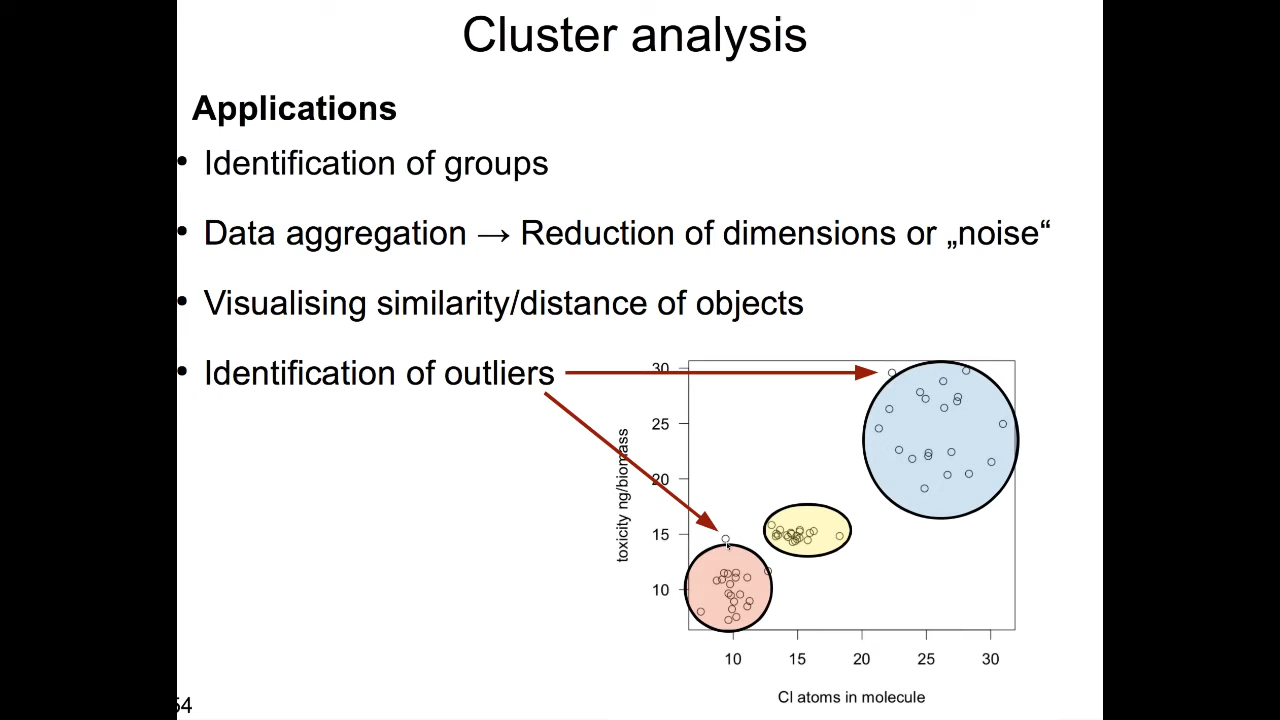 Cluster analysis
Applications
• Identification of groups
• Data aggregation → Reduction of dimensions or „noise“
• Visualising similarity/distance of objects
• Identification of outliers
30
25
20
15
10
toxicity ng/biomass
10 15 20 25 30
Cl atoms in molecule
54